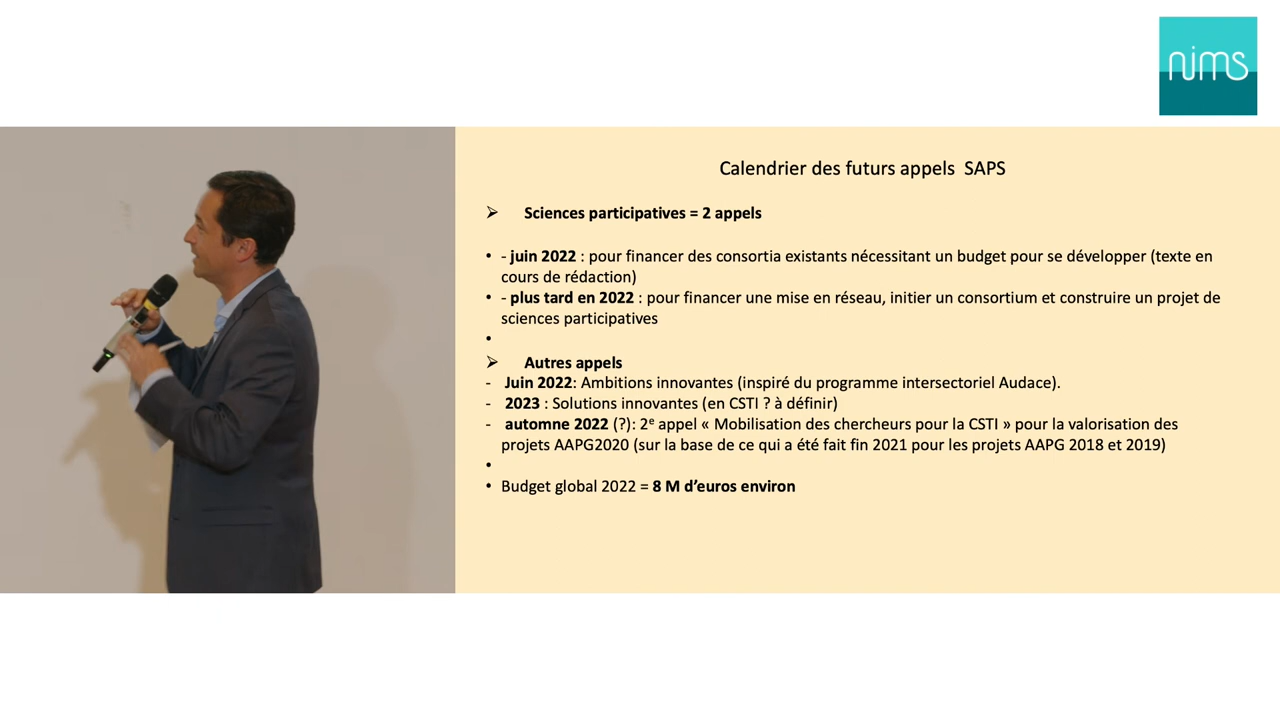 nims
Calendrier des futurs appels SAPS
➢ Sciences participatives = 2 appels
• - juin 2022 : pour financer des consortia existants nécessitant un budget pour se développer (texte en
cours de rédaction)
• - plus tard en 2022 : pour financer une mise en réseau, initier un consortium et construire un projet de
sciences participatives
•
➢ Autres appels
- Juin 2022: Ambitions innovantes (inspiré du programme intersectoriel Audace).
- 2023 : Solutions innovantes (en CSTI ? à définir)
- automne 2022 (?): 2e appel « Mobilisation des chercheurs pour la CSTI » pour la valorisation des
projets AAPG2020 (sur la base de ce qui a été fait fin 2021 pour les projets AAPG 2018 et 2019)
•
• Budget global 2022 = 8 M d’euros environ